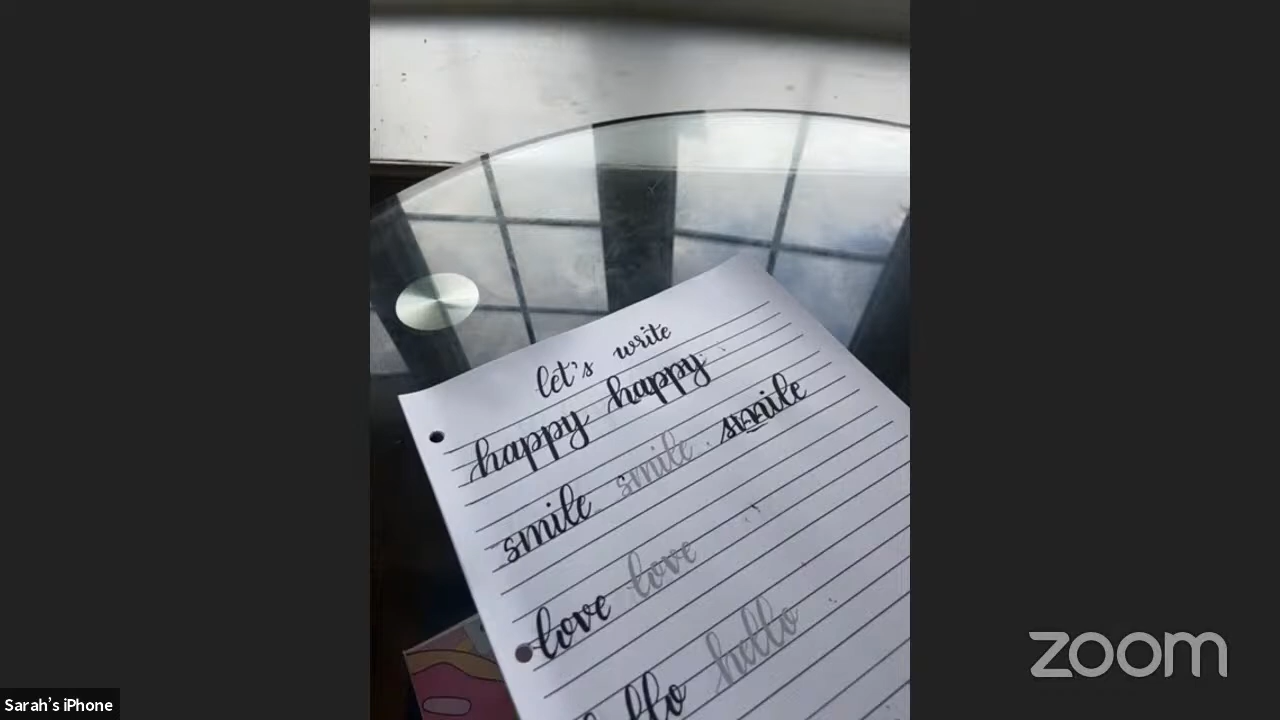 let's write
happy happy
smile smile smile
love love
hello
zoom
Sarah's iPhone